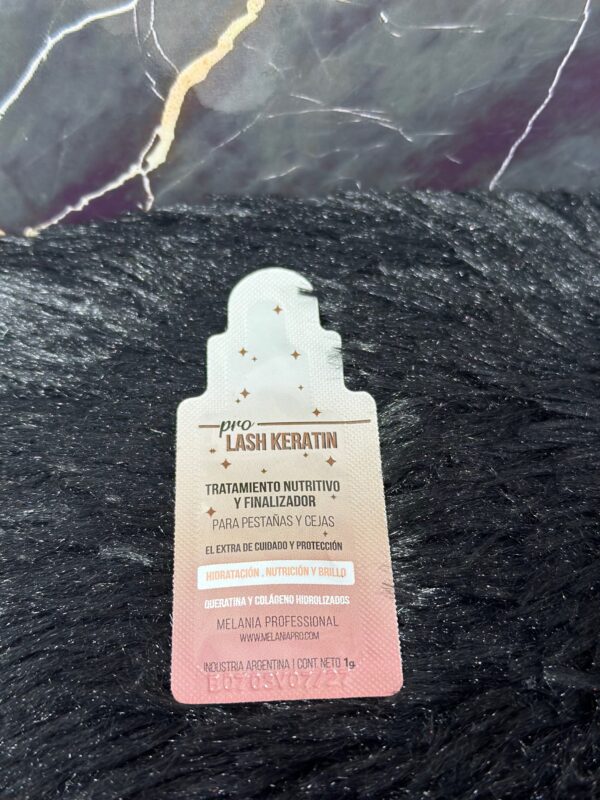 pro
LASH KERATIN
TRATAMIENTO NUTRITIVO
Y FINALIZADOR
PARA PESTAÑAS Y CEJAS
EL EXTRA DE CUIDADO Y PROTECCIÓN
HIDRATACIÓN , NUTRICIÓN Y BRILLO
QUERATINA Y COLÁGENO HIDROLIZADOS
MELANIA PROFESSIONAL
WWW.MELANIAPRO.COM
INDUSTRIA ARGENTINA | CONT. NETO 1g